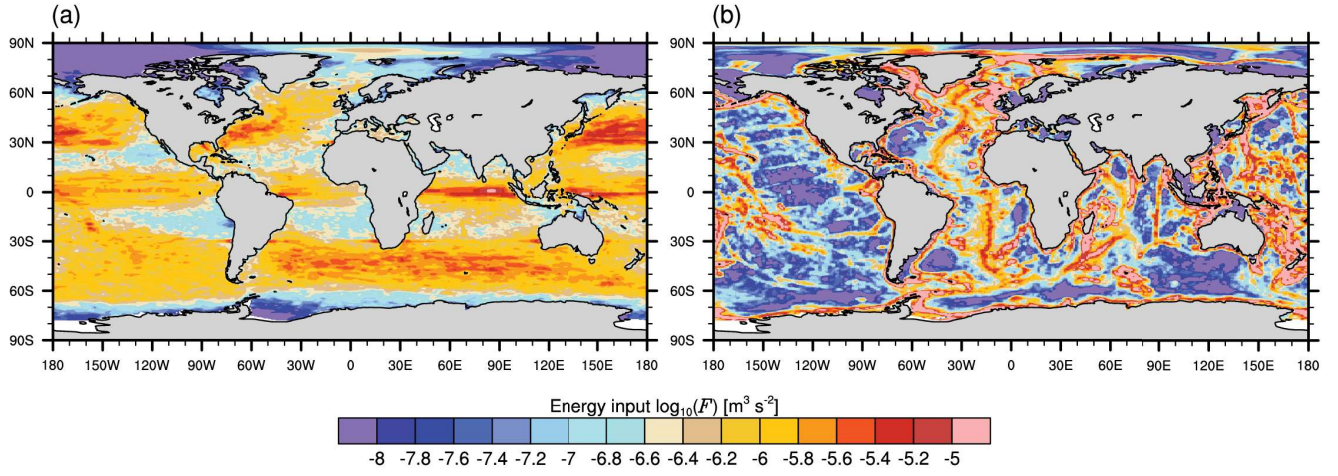 (a) (b)
90N 90N
60N 60N
30N 30N
0 0
30S 30S
60S 60S
90S 90S
180 150W 120W 90W 60W 30W 0 30E 60E 90E 120E 150E 180 180 150W 120W 90W 60W 30W 0 30E 60E 90E 120E 150E 180
Energy input log₁₀(F) [m³ s⁻²]
-8 -7.8 -7.6 -7.4 -7.2 -7 -6.8 -6.6 -6.4 -6.2 -6 -5.8 -5.6 -5.4 -5.2 -5